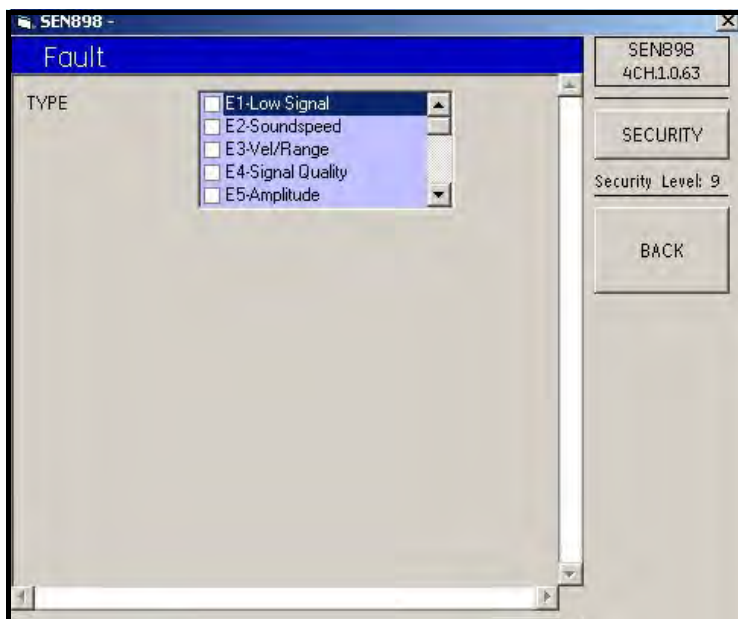 SEN898 -
Fault
TYPE
E1-Low Signal
E2-Soundspeed
E3-Vel/Range
E4-Signal Quality
E5-Amplitude
SEN898
4CH.1.0.63
SECURITY
Security Level: 9
BACK